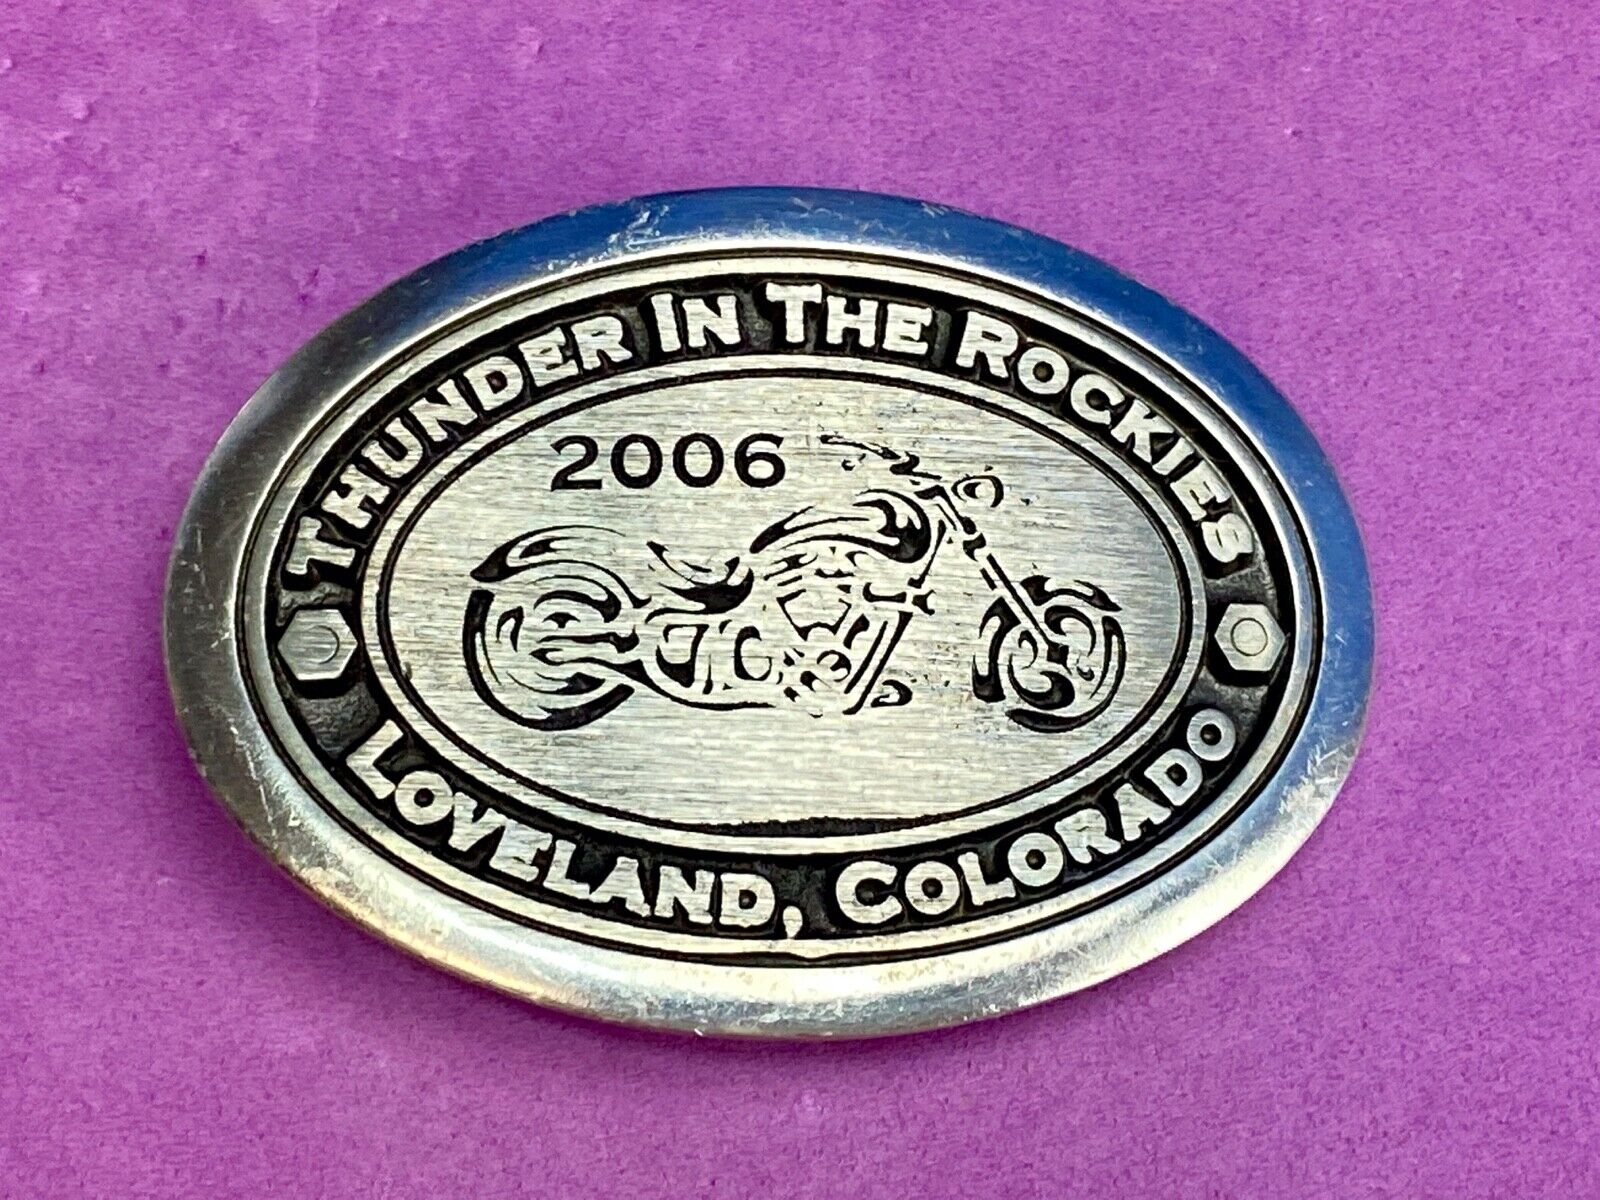 THUNDER IN THE ROCKIES
2006
LOVELAND, COLORADO